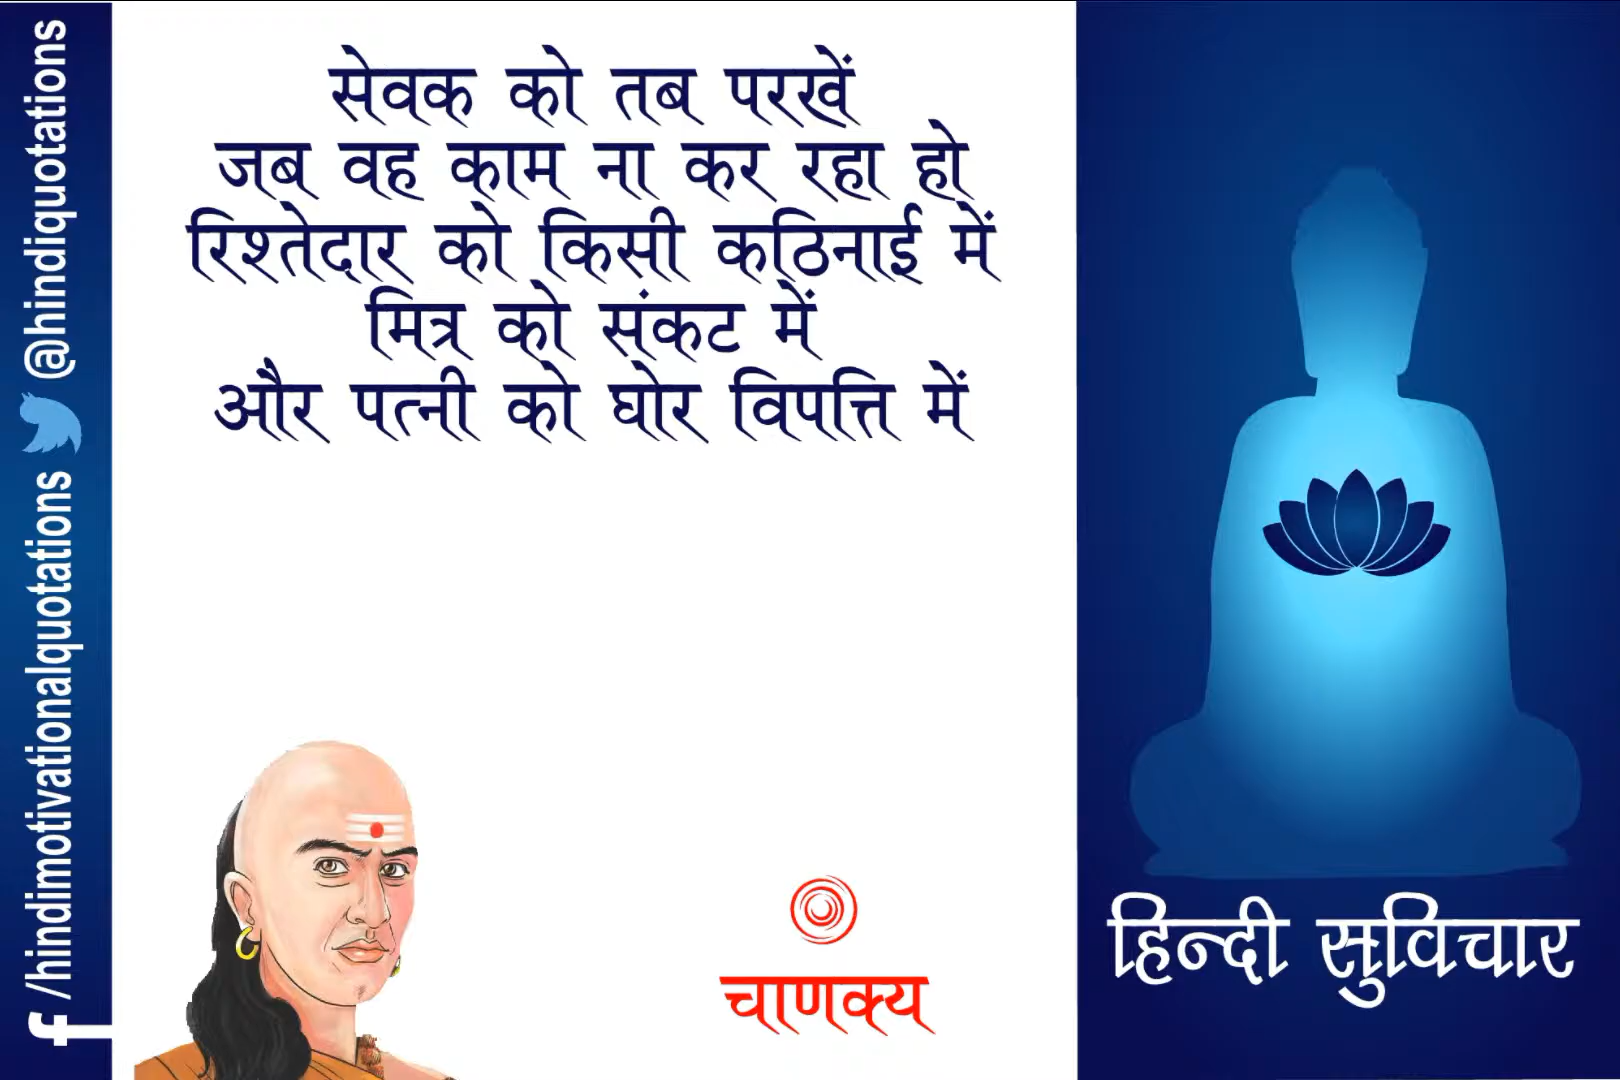 सेवक को तब परखें
जब वह काम ना कर रहा हो
रिश्तेदार को किसी कठिनाई में
मित्र को संकट में
और पत्नी को घोर विपत्ति में
चाणक्य
हिन्दी सुविचार
f /hindimotivationalquotations @hindiquotations